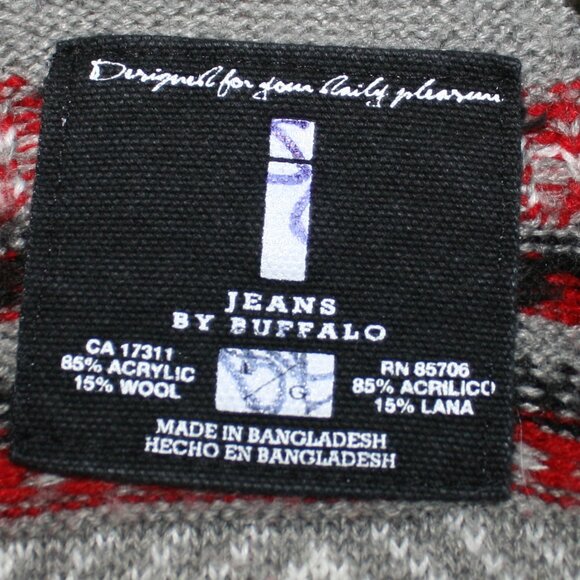 Designed for your daily pleasure
i
JEANS
BY BUFFALO
CA 17311
85% ACRYLIC
15% WOOL
L/G
RN 85706
85% ACRILICO
15% LANA
MADE IN BANGLADESH
HECHO EN BANGLADESH